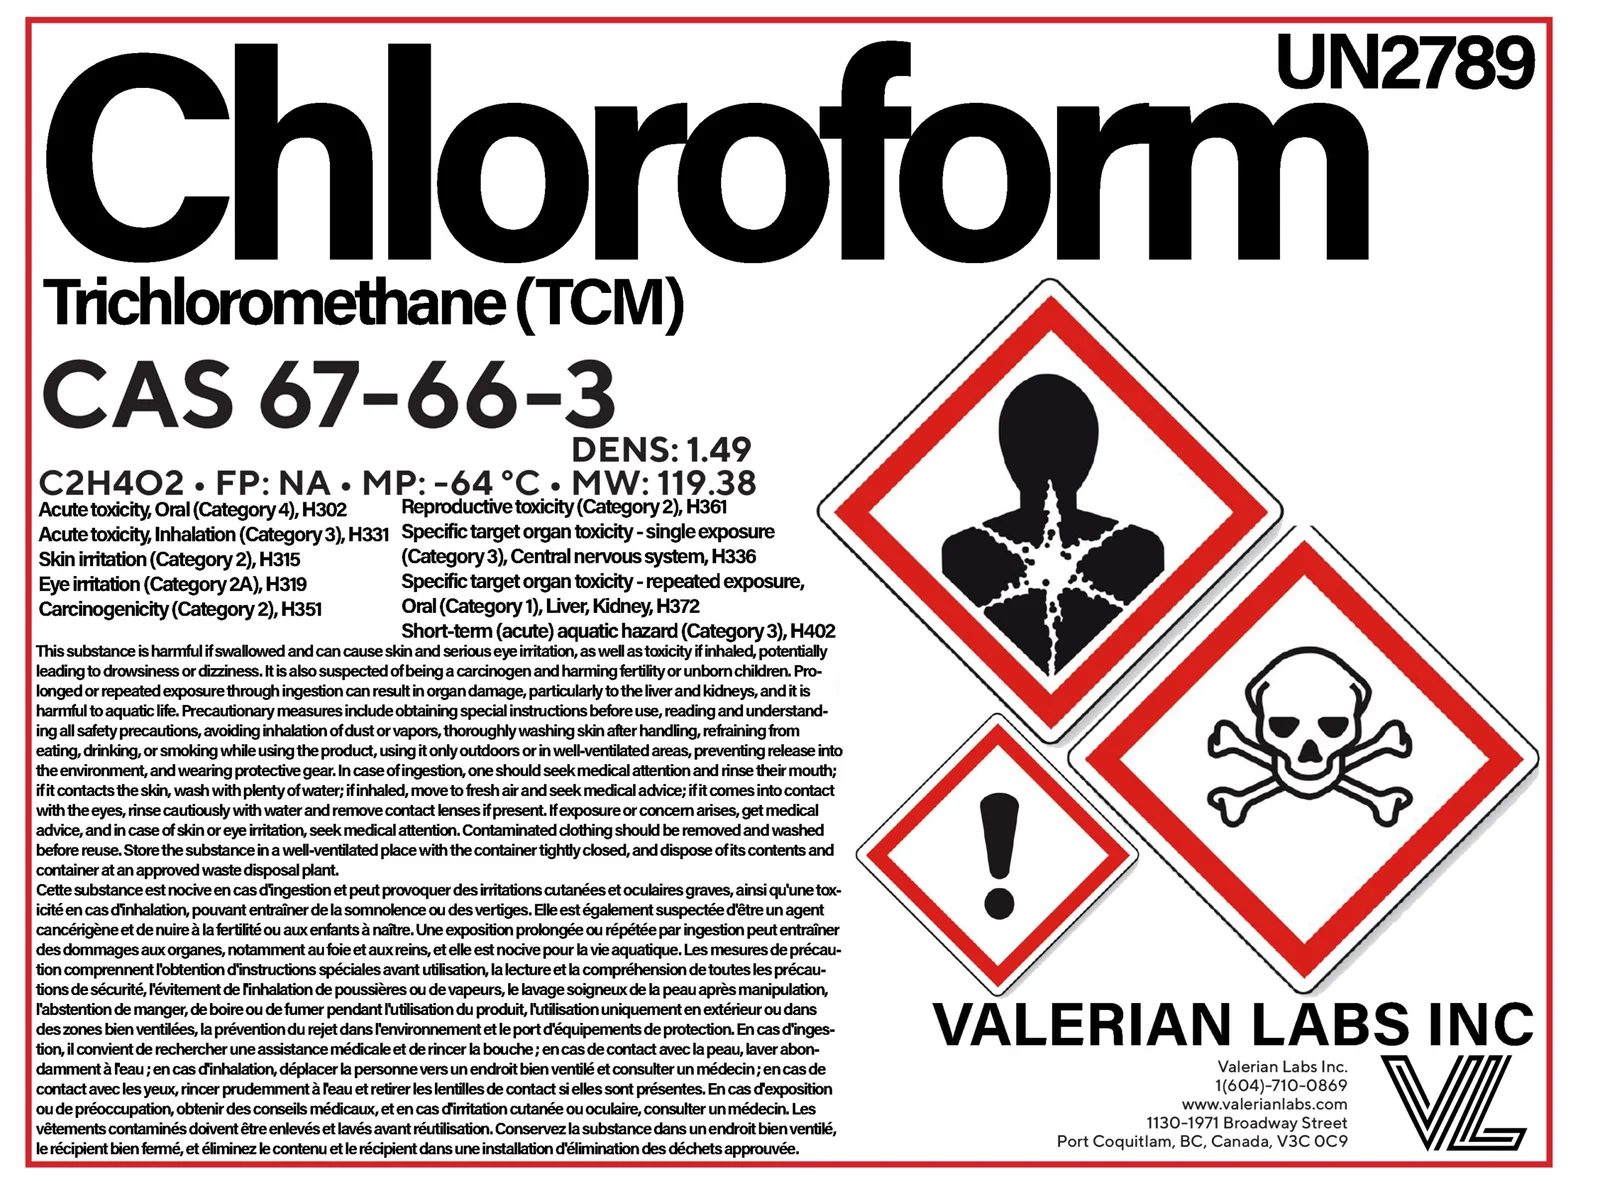 Chloroform
UN2789
Trichloromethane (TCM)
CAS 67-66-3
DENS: 1.49
C2H4O2 • FP: NA • MP: -64 °C • MW: 119.38
Acute toxicity, Oral (Category 4), H302
Acute toxicity, Inhalation (Category 3), H331
Skin irritation (Category 2), H315
Eye irritation (Category 2A), H319
Carcinogenicity (Category 2), H351
Reproductive toxicity (Category 2), H361
Specific target organ toxicity - single exposure
(Category 3), Central nervous system, H336
Specific target organ toxicity - repeated exposure,
Oral (Category 1), Liver, Kidney, H372
Short-term (acute) aquatic hazard (Category 3), H402
This substance is harmful if swallowed and can cause skin and serious eye irritation, as well as toxicity if inhaled, potentially
leading to drowsiness or dizziness. It is also suspected of being a carcinogen and harming fertility or unborn children. Pro-
longed or repeated exposure through ingestion can result in organ damage, particularly to the liver and kidneys, and it is
harmful to aquatic life. Precautionary measures include obtaining special instructions before use, reading and understand-
ing all safety precautions, avoiding inhalation of dust or vapors, thoroughly washing skin after handling, refraining from
eating, drinking, or smoking while using the product, using it only outdoors or in well-ventilated areas, preventing release into
the environment, and wearing protective gear. In case of ingestion, one should seek medical attention and rinse their mouth;
if it contacts the skin, wash with plenty of water; if inhaled, move to fresh air and seek medical advice; if it comes into contact
with the eyes, rinse cautiously with water and remove contact lenses if present. If exposure or concern arises, get medical
advice, and in case of skin or eye irritation, seek medical attention. Contaminated clothing should be removed and washed
before reuse. Store the substance in a well-ventilated place with the container tightly closed, and dispose of its contents and
container at an approved waste disposal plant.
Cette substance est nocive en cas d'ingestion et peut provoquer des irritations cutanées et oculaires graves, ainsi qu'une tox-
icité en cas d'inhalation, pouvant entraîner de la somnolence ou des vertiges. Elle est également suspectée d'être un agent
cancérigène et de nuire à la fertilité ou aux enfants à naître. Une exposition prolongée ou répétée par ingestion peut entraîner
des dommages aux organes, notamment au foie et aux reins, et elle est nocive pour la vie aquatique. Les mesures de précau-
tion comprennent l'obtention d'instructions spéciales avant utilisation, la lecture et la compréhension de toutes les précau-
tions de sécurité, l'évitement de l'inhalation de poussières ou de vapeurs, le lavage soigneux de la peau après manipulation,
l'abstention de manger, de boire ou de fumer pendant l'utilisation du produit, l'utilisation uniquement en extérieur ou dans
des zones bien ventilées, la prévention du rejet dans l'environnement et le port d'équipements de protection. En cas d'inges-
tion, il convient de rechercher une assistance médicale et de rincer la bouche ; en cas de contact avec la peau, laver abon-
damment à l'eau ; en cas d'inhalation, déplacer la personne vers un endroit bien ventilé et consulter un médecin ; en cas de
contact avec les yeux, rincer prudemment à l'eau et retirer les lentilles de contact si elles sont présentes. En cas d'exposition
ou de préoccupation, obtenir des conseils médicaux, et en cas d'irritation cutanée ou oculaire, consulter un médecin. Les
vêtements contaminés doivent être enlevés et lavés avant réutilisation. Conservez la substance dans un endroit bien ventilé,
le récipient bien fermé, et éliminez le contenu et le récipient dans une installation d'élimination des déchets approuvée.
VALERIAN LABS INC
Valerian Labs Inc.
1(604)-710-0869
www.valerianlabs.com
1130-1971 Broadway Street
Port Coquitlam, BC, Canada, V3C 0C9
VL